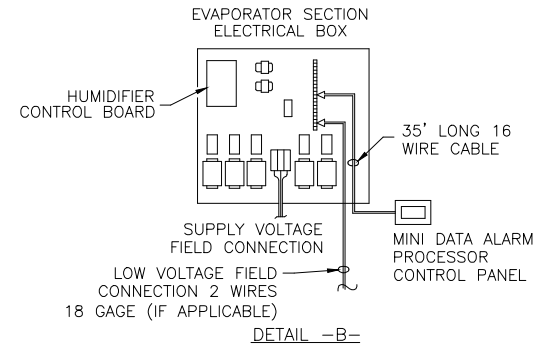 EVAPORATOR SECTION
ELECTRICAL BOX
HUMIDIFIER
CONTROL BOARD
35' LONG 16
WIRE CABLE
SUPPLY VOLTAGE
FIELD CONNECTION
MINI DATA ALARM
PROCESSOR
CONTROL PANEL
LOW VOLTAGE FIELD
CONNECTION 2 WIRES
18 GAGE (IF APPLICABLE)
DETAIL -B-